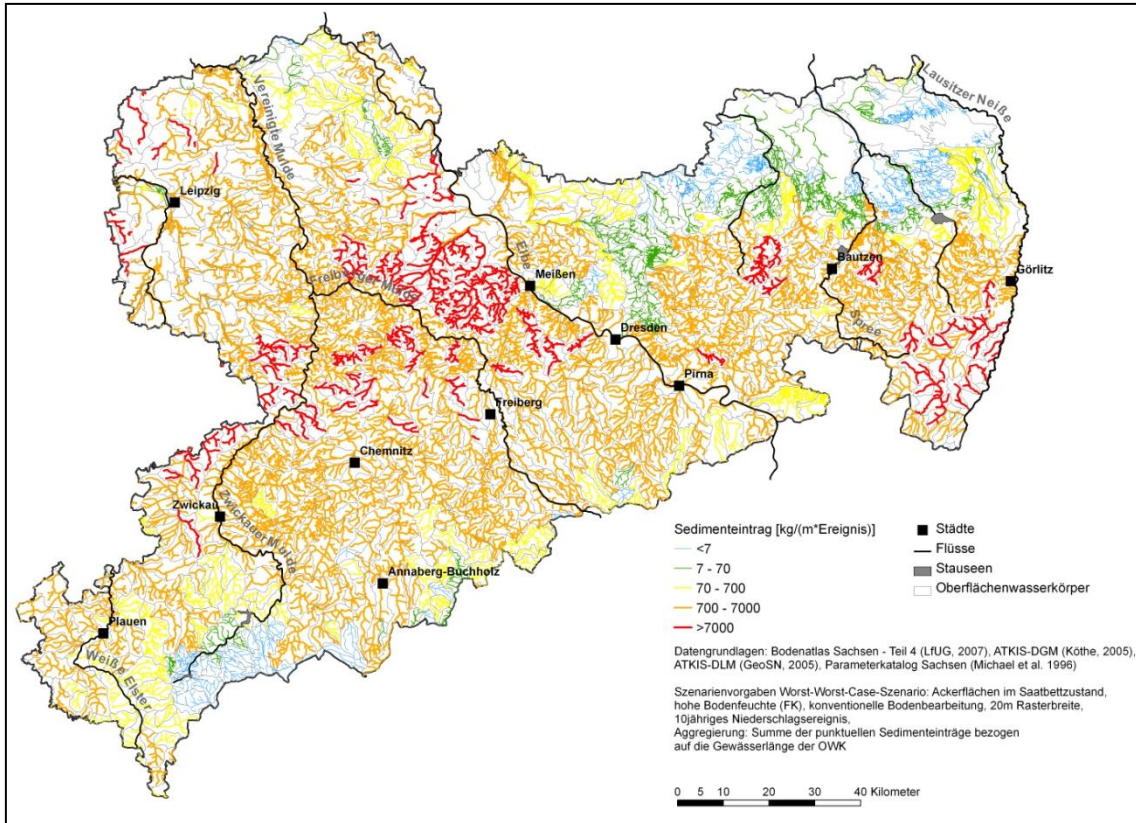 Lausitzer Neiße
Vereinigte Mulde
Leipzig
Elbe
Meißen
Freiberger Mulde
Bautzen
Görlitz
Spree
Dresden
Pirna
Freiberg
Chemnitz
Zwickau
Zwickauer Mulde
Annaberg-Buchholz
Plauen
Weiße Elster
Sedimenteintrag [kg/(m*Ereignis)]
<7
7 - 70
70 - 700
700 - 7000
>7000
Städte
Flüsse
Stauseen
Oberflächenwasserkörper
Datengrundlagen: Bodenatlas Sachsen - Teil 4 (LfUG, 2007), ATKIS-DGM (Köthe, 2005),
ATKIS-DLM (GeoSN, 2005), Parameterkatalog Sachsen (Michael et al. 1996)
Szenarienvorgaben Worst-Worst-Case-Szenario: Ackerflächen im Saatbettzustand,
hohe Bodenfeuchte (FK), konventionelle Bodenbearbeitung, 20m Rasterbreite,
10jähriges Niederschlagsereignis,
Aggregierung: Summe der punktuellen Sedimenteinträge bezogen
auf die Gewässerlänge der OWK
0 5 10 20 30 40 Kilometer